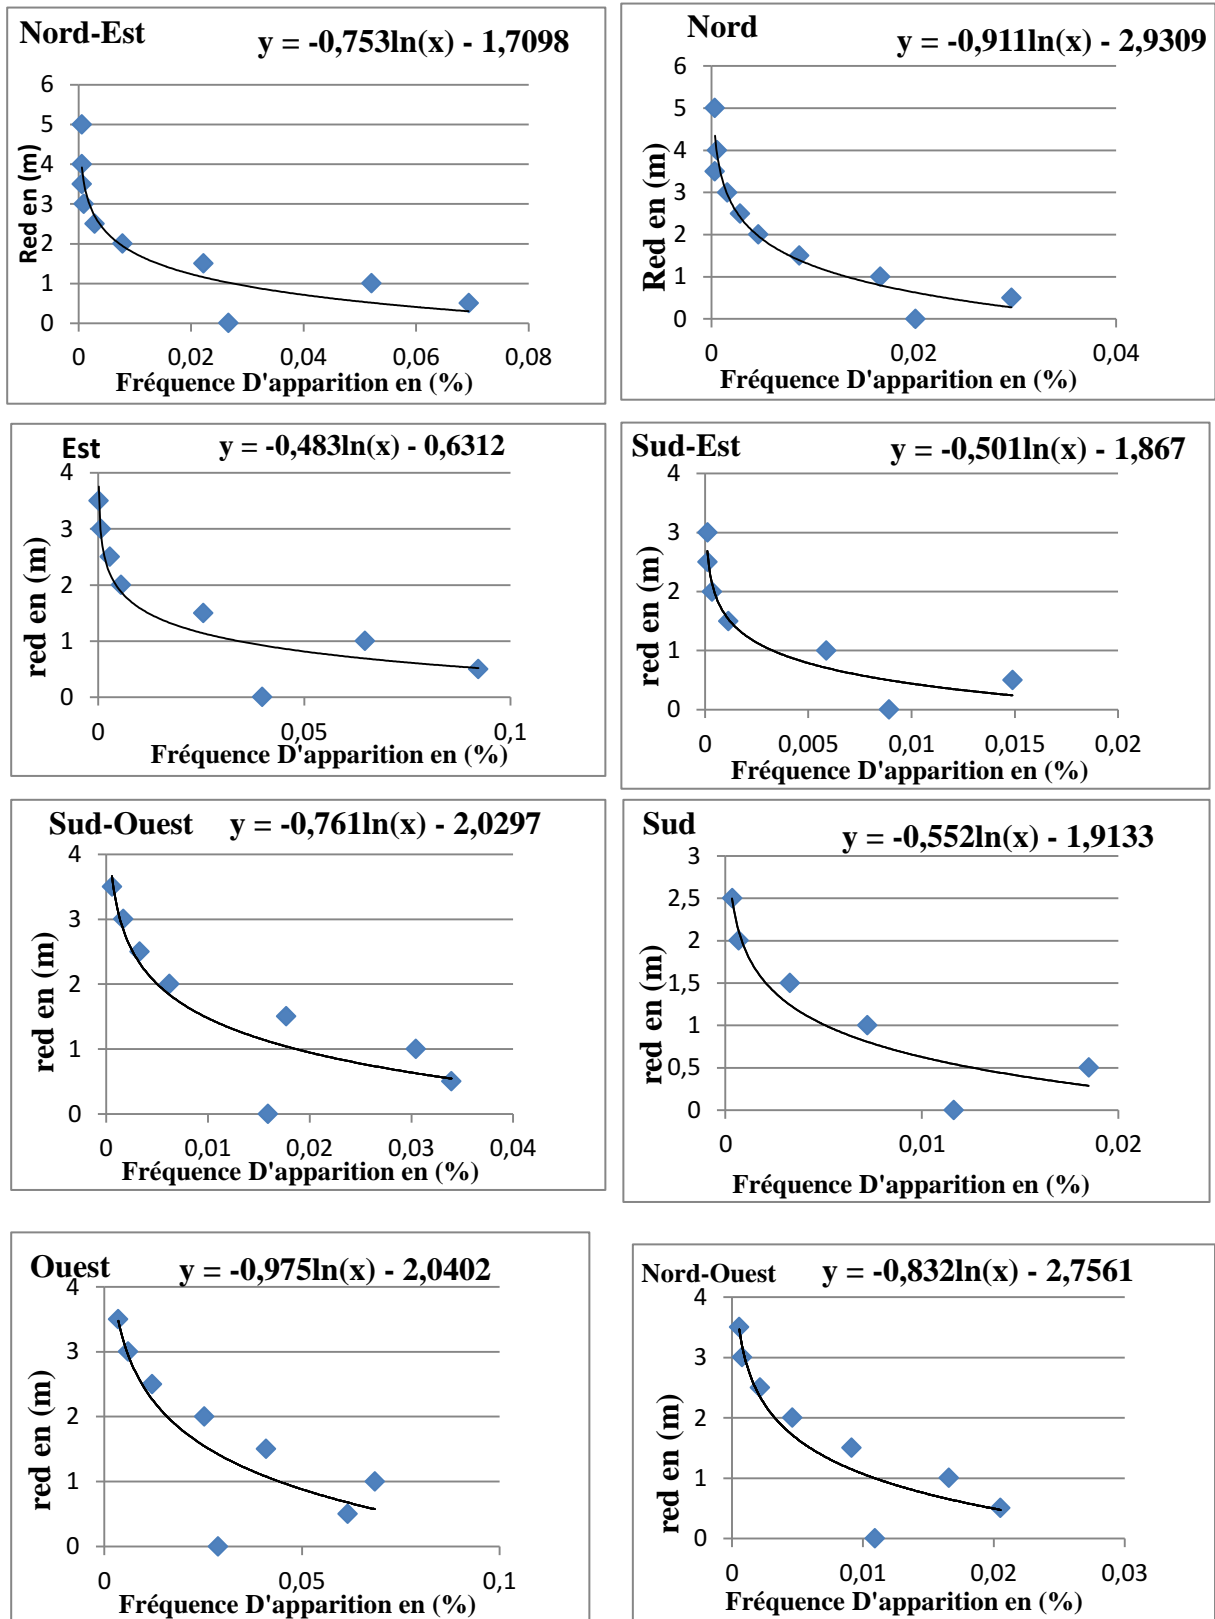 Nord-Est
y = -0,753ln(x) - 1,7098
6
5
4
3
2
1
0
Red en (m)
0 0,02 0,04 0,06 0,08
Fréquence D'apparition en (%)
Nord
y = -0,911ln(x) - 2,9309
6
5
4
3
2
1
0
Red en (m)
0 0,02 0,04
Fréquence D'apparition en (%)
Est
y = -0,483ln(x) - 0,6312
4
3
2
1
0
red en (m)
0 0,05 0,1
Fréquence D'apparition en (%)
Sud-Est
y = -0,501ln(x) - 1,867
4
3
2
1
0
red en (m)
0 0,005 0,01 0,015 0,02
Fréquence D'apparition en (%)
Sud-Ouest
y = -0,761ln(x) - 2,0297
4
3
2
1
0
red en (m)
0 0,01 0,02 0,03 0,04
Fréquence D'apparition en (%)
Sud
y = -0,552ln(x) - 1,9133
3
2,5
2
1,5
1
0,5
0
red en (m)
0 0,01 0,02
Fréquence D'apparition en (%)
Ouest
y = -0,975ln(x) - 2,0402
4
3
2
1
0
red en (m)
0 0,05 0,1
Fréquence D'apparition en (%)
Nord-Ouest
y = -0,832ln(x) - 2,7561
4
3
2
1
0
red en (m)
0 0,01 0,02 0,03
Fréquence D'apparition en (%)